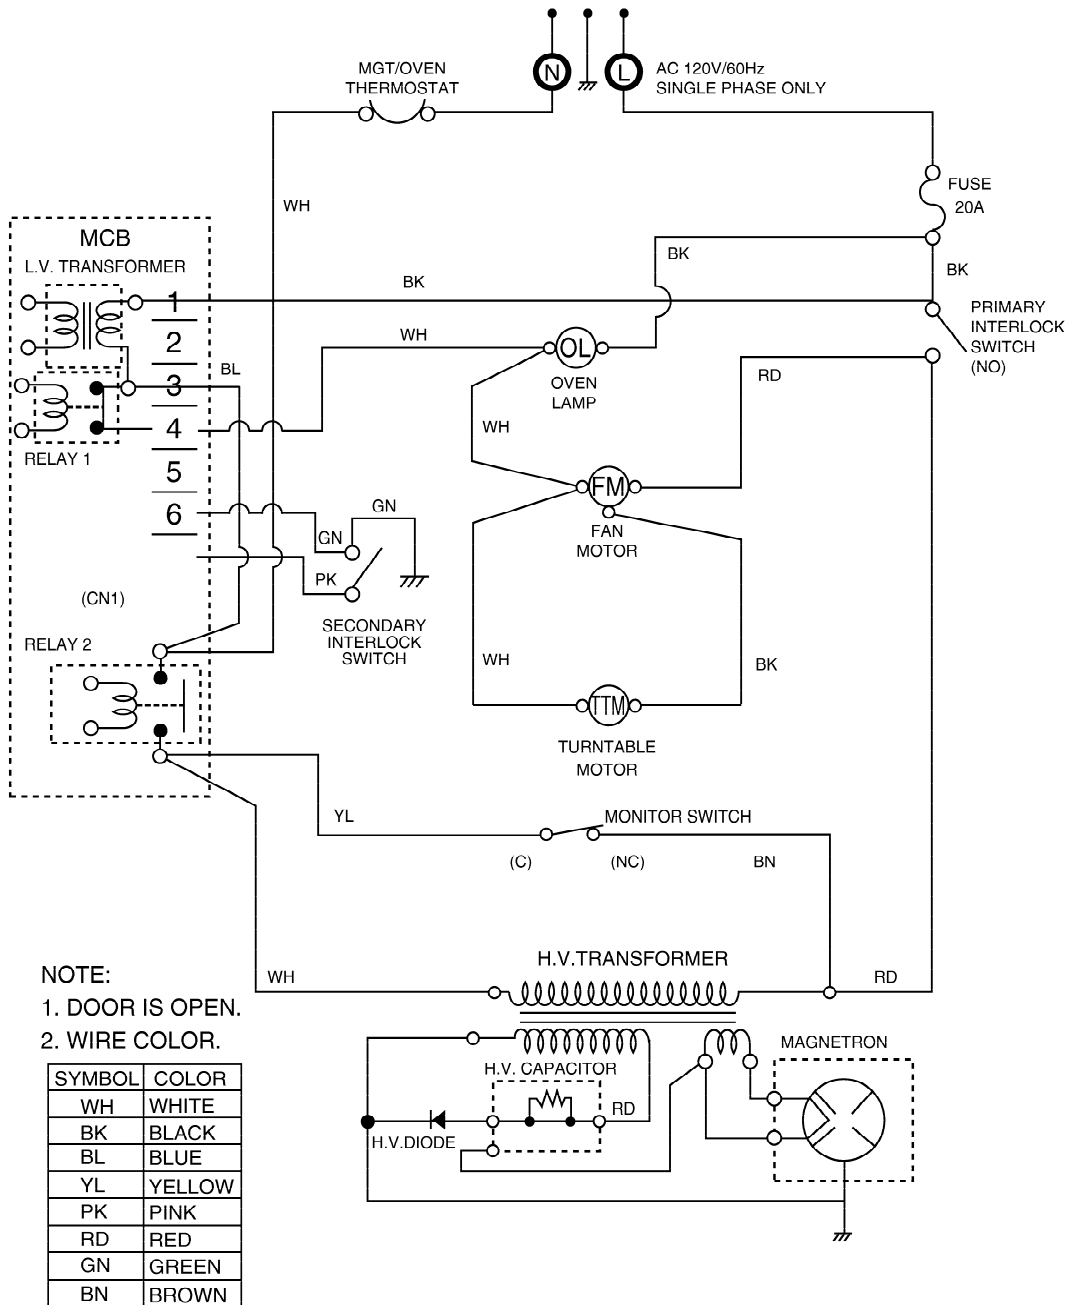 MGT/OVEN
THERMOSTAT
N
L
AC 120V/60Hz
SINGLE PHASE ONLY
WH
FUSE
20A
MCB
L.V. TRANSFORMER
BK
BK
BK
1
2
3
4
5
6
WH
BL
PRIMARY
INTERLOCK
SWITCH
(NO)
OL
OVEN
LAMP
RD
WH
RELAY 1
FM
FAN
MOTOR
GN
GN
PK
(CN1)
SECONDARY
INTERLOCK
SWITCH
RELAY 2
WH
BK
TTM
TURNTABLE
MOTOR
YL
MONITOR SWITCH
(C)
(NC)
BN
H.V.TRANSFORMER
WH
RD
NOTE:
1. DOOR IS OPEN.
2. WIRE COLOR.
SYMBOL COLOR
WH WHITE
BK BLACK
BL BLUE
YL YELLOW
PK PINK
RD RED
GN GREEN
BN BROWN
H.V. CAPACITOR
RD
H.V.DIODE
MAGNETRON